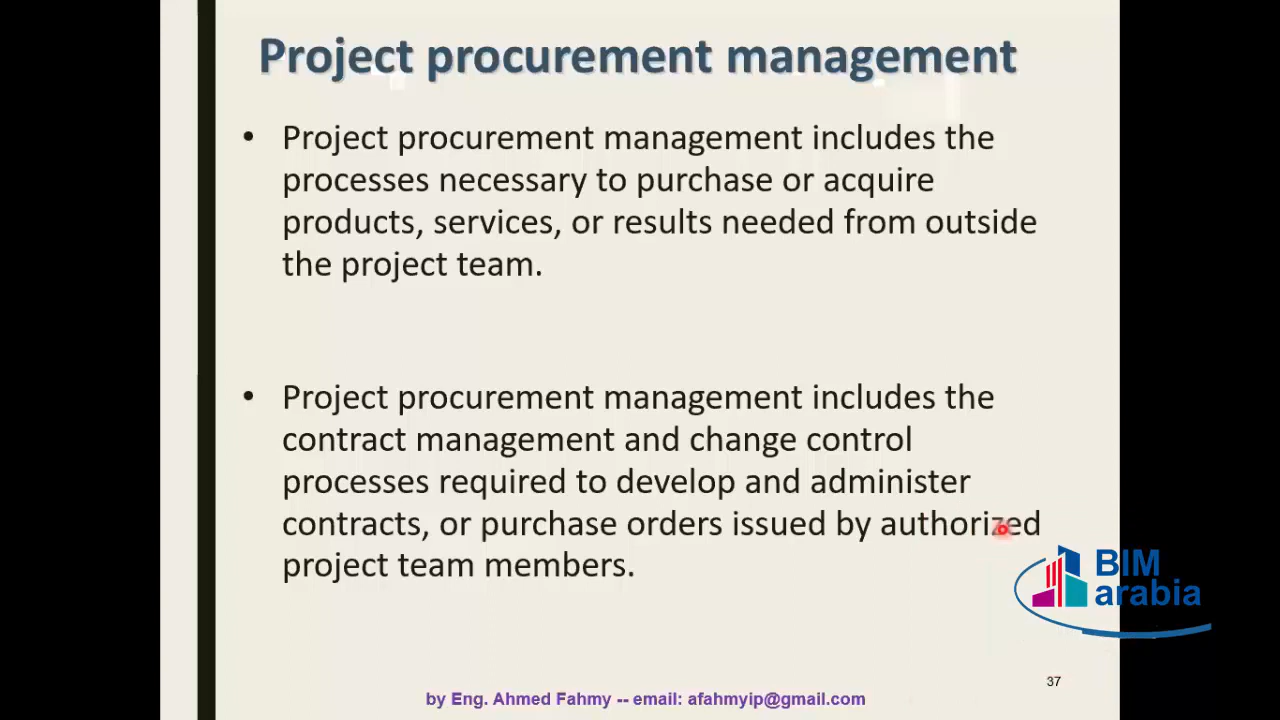 Project procurement management
• Project procurement management includes the
processes necessary to purchase or acquire
products, services, or results needed from outside
the project team.
• Project procurement management includes the
contract management and change control
processes required to develop and administer
contracts, or purchase orders issued by authorized
project team members.
BIM
arabia
37
by Eng. Ahmed Fahmy -- email: afahmyip@gmail.com